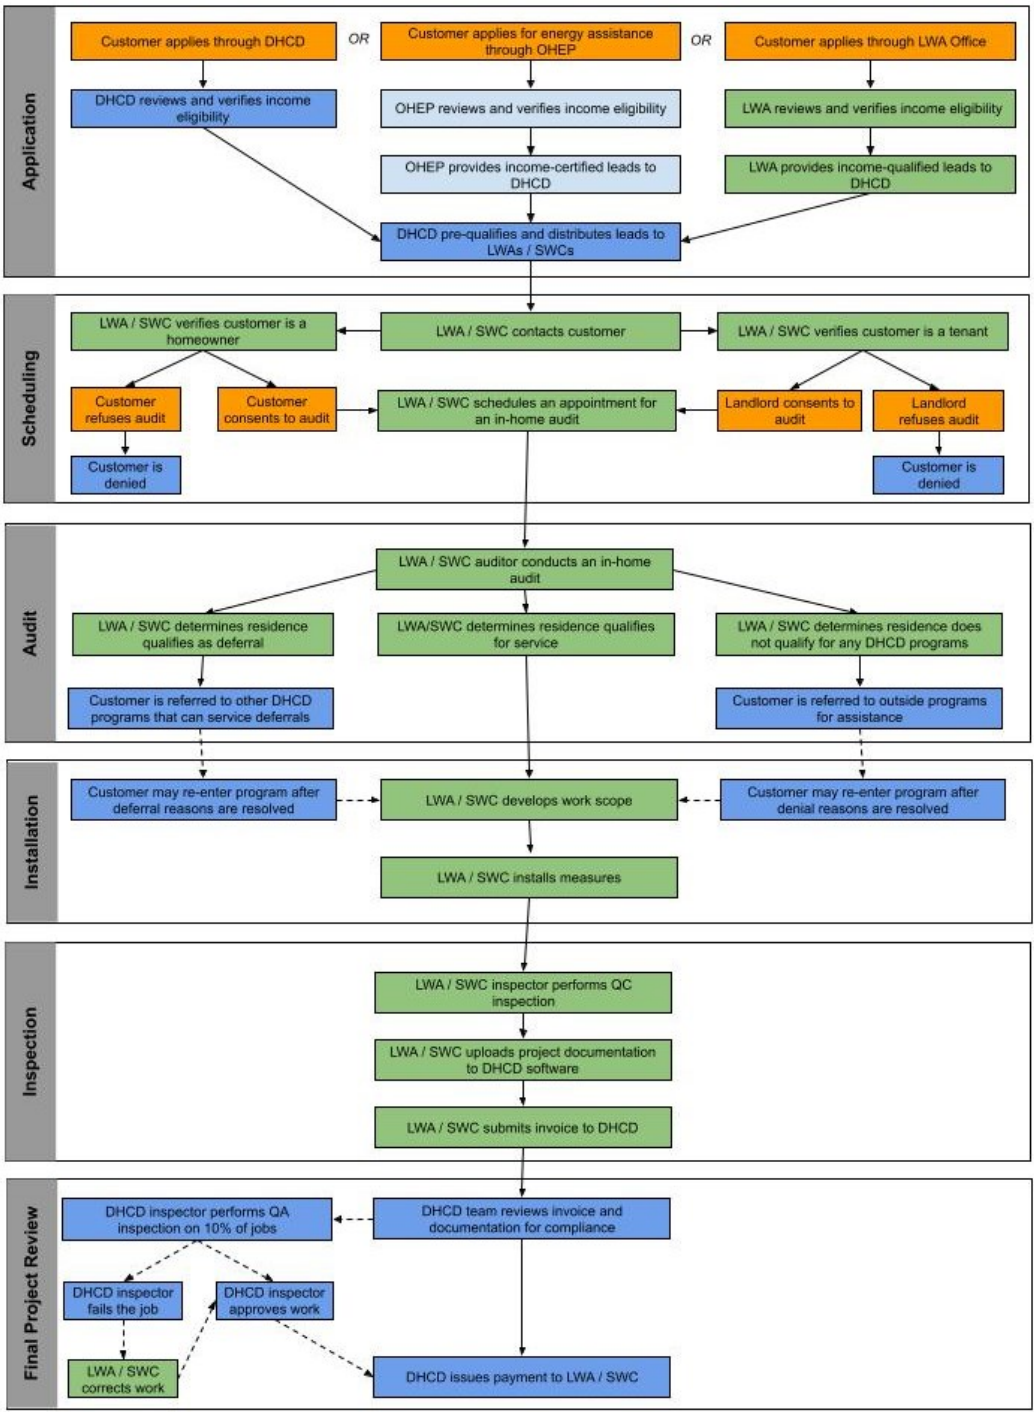 Application
Customer applies through DHCD
OR
Customer applies for energy assistance
through OHEP
OR
Customer applies through LWA Office
DHCD reviews and verifies income
eligibility
OHEP reviews and verifies income eligibility
LWA reviews and verifies income eligibility
OHEP provides income-certified leads to
DHCD
LWA provides income-qualified leads to
DHCD
DHCD pre-qualifies and distributes leads to
LWAs / SWCs
Scheduling
LWA / SWC verifies customer is a
homeowner
LWA / SWC contacts customer
LWA / SWC verifies customer is a tenant
Customer
refuses audit
Customer
consents to audit
LWA / SWC schedules an appointment for
an in-home audit
Landlord consents to
audit
Landlord
refuses audit
Customer is
denied
Customer is
denied
Audit
LWA / SWC auditor conducts an in-home
audit
LWA / SWC determines residence
qualifies as deferral
LWA/SWC determines residence qualifies
for service
LWA / SWC determines residence does
not qualify for any DHCD programs
Customer is referred to other DHCD
programs that can service deferrals
Customer is referred to outside programs
for assistance
Installation
Customer may re-enter program after
deferral reasons are resolved
LWA / SWC develops work scope
Customer may re-enter program after
denial reasons are resolved
LWA / SWC installs measures
Inspection
LWA / SWC inspector performs QC
inspection
LWA / SWC uploads project documentation
to DHCD software
LWA / SWC submits invoice to DHCD
Final Project Review
DHCD inspector performs QA
inspection on 10% of jobs
DHCD team reviews invoice and
documentation for compliance
DHCD inspector
fails the job
DHCD inspector
approves work
LWA / SWC
corrects work
DHCD issues payment to LWA / SWC